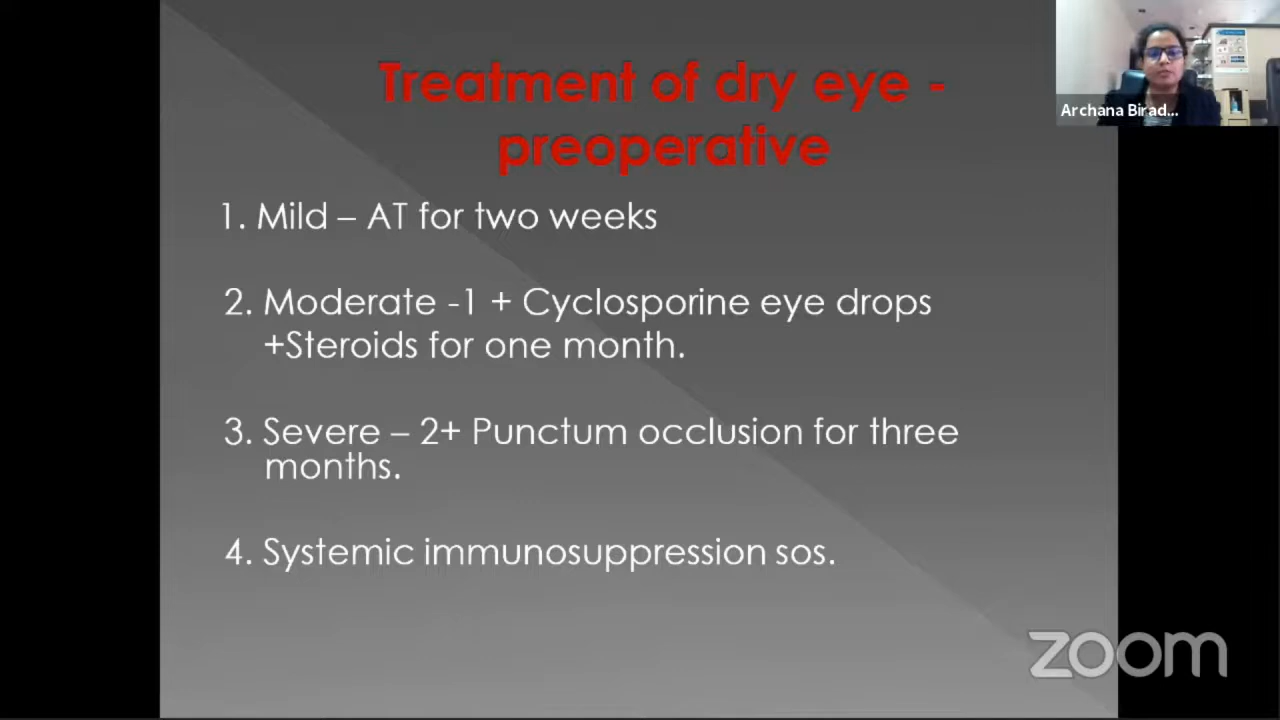 Treatment of dry eye -
preoperative
1. Mild – AT for two weeks
2. Moderate -1 + Cyclosporine eye drops
+Steroids for one month.
3. Severe – 2+ Punctum occlusion for three
months.
4. Systemic immunosuppression sos.
Archana Birad...
zoom